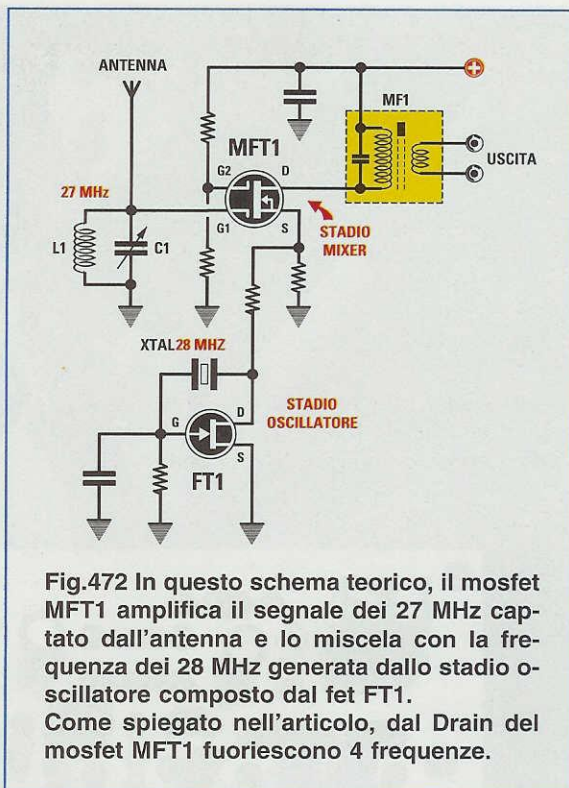 ANTENNA
MF1
MFT1
G2
D
USCITA
27 MHz
G1
S
STADIO
MIXER
L1
C1
XTAL 28 MHZ
STADIO
OSCILLATORE
D
G
S
FT1
Fig.472 In questo schema teorico, il mosfet
MFT1 amplifica il segnale dei 27 MHz cap-
tato dall'antenna e lo miscela con la fre-
quenza dei 28 MHz generata dallo stadio o-
scillatore composto dal fet FT1.
Come spiegato nell'articolo, dal Drain del
mosfet MFT1 fuoriescono 4 frequenze.